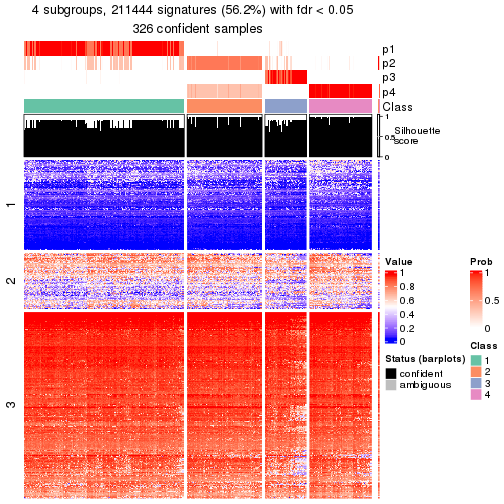 4 subgroups, 211444 signatures (56.2%) with fdr < 0.05
326 confident samples
p1
p2
p3
p4
Class
1
0.5
0
Silhouette
score
1
2
3
Value
1
0.8
0.6
0.4
0.2
0
Prob
1
0.5
0
Status (barplots)
confident
ambiguous
Class
1
2
3
4